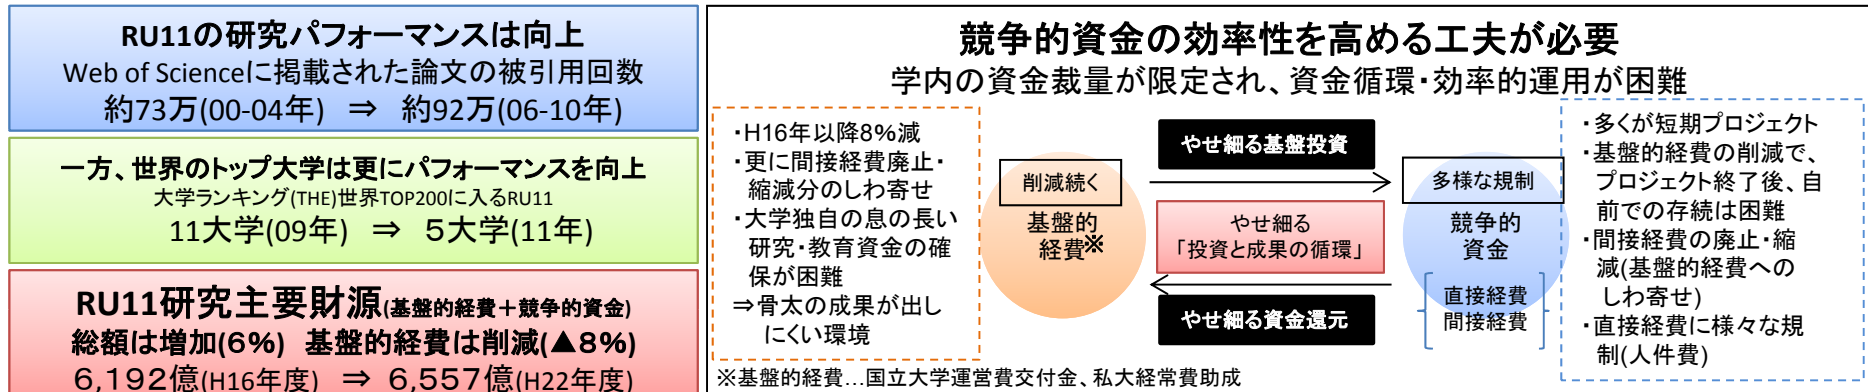 RU11の研究パフォーマンスは向上
Web of Scienceに掲載された論文の被引用回数
約73万(00-04年) ⇒ 約92万(06-10年)
一方、世界のトップ大学は更にパフォーマンスを向上
大学ランキング(THE)世界TOP200に入るRU11
11大学(09年) ⇒ 5大学(11年)
RU11研究主要財源(基盤的経費＋競争的資金)
総額は増加(6%) 基盤的経費は削減(▲8%)
6,192億(H16年度) ⇒ 6,557億(H22年度)
競争的資金の効率性を高める工夫が必要
学内の資金裁量が限定され、資金循環・効率的運用が困難
・H16年以降8%減
・更に間接経費廃止・
縮減分のしわ寄せ
・大学独自の息の長い
研究・教育資金の確
保が困難
⇒骨太の成果が出し
にくい環境
削減続く
基盤的
経費※
やせ細る基盤投資
やせ細る
「投資と成果の循環」
やせ細る資金還元
多様な規制
競争的
資金
直接経費
間接経費
・多くが短期プロジェクト
・基盤的経費の削減で、
プロジェクト終了後、自
前での存続は困難
・間接経費の廃止・縮
減(基盤的経費への
しわ寄せ)
・直接経費に様々な規
制(人件費)
※基盤的経費…国立大学運営費交付金、私大経常費助成